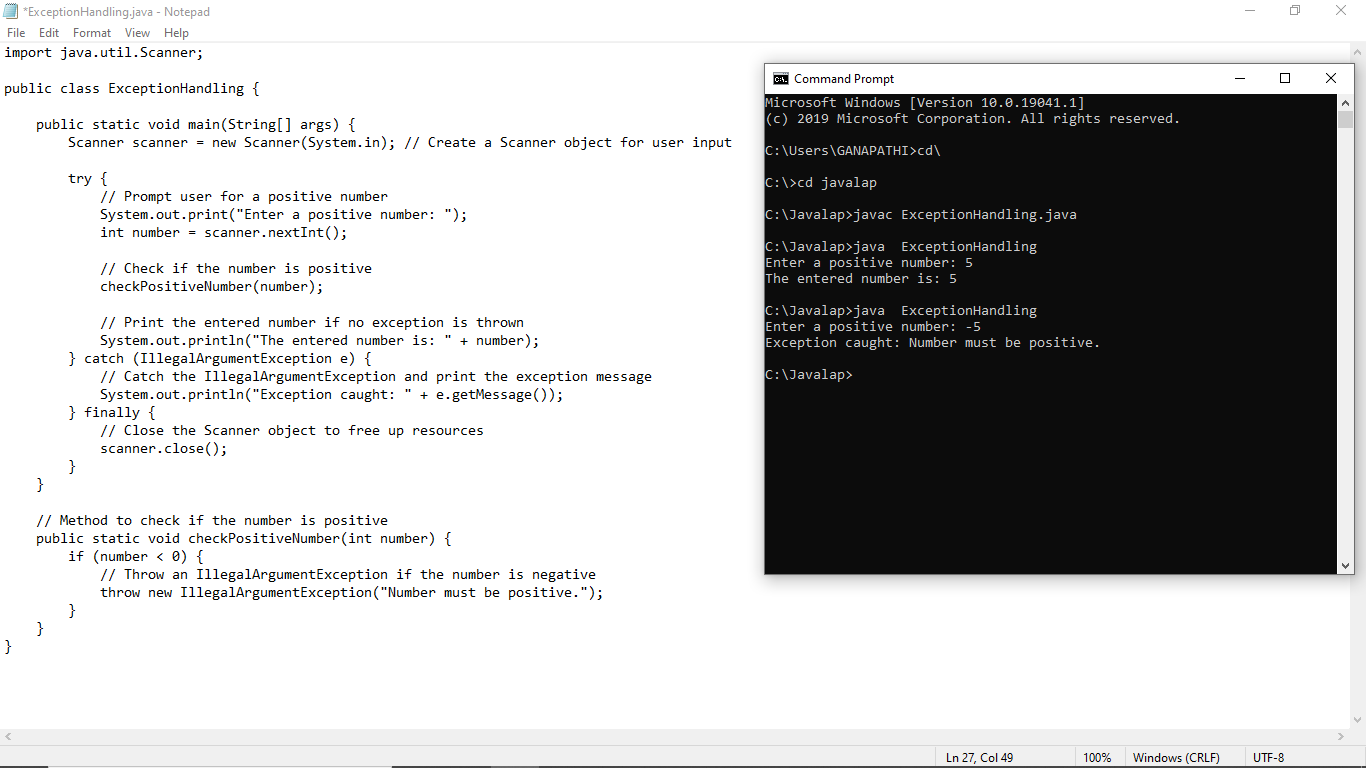 *ExceptionHandling.java - Notepad
File Edit Format View Help
import java.util.Scanner;
public class ExceptionHandling {
    public static void main(String[] args) {
        Scanner scanner = new Scanner(System.in); // Create a Scanner object for user input
        try {
            // Prompt user for a positive number
            System.out.print("Enter a positive number: ");
            int number = scanner.nextInt();
            // Check if the number is positive
            checkPositiveNumber(number);
            // Print the entered number if no exception is thrown
            System.out.println("The entered number is: " + number);
        } catch (IllegalArgumentException e) {
            // Catch the IllegalArgumentException and print the exception message
            System.out.println("Exception caught: " + e.getMessage());
        } finally {
            // Close the Scanner object to free up resources
            scanner.close();
        }
    }
    // Method to check if the number is positive
    public static void checkPositiveNumber(int number) {
        if (number < 0) {
            // Throw an IllegalArgumentException if the number is negative
            throw new IllegalArgumentException("Number must be positive.");
        }
    }
}
C:\. Command Prompt
Microsoft Windows [Version 10.0.19041.1]
(c) 2019 Microsoft Corporation. All rights reserved.
C:\Users\GANAPATHI>cd\
C:\>cd javalap
C:\Javalap>javac ExceptionHandling.java
C:\Javalap>java  ExceptionHandling
Enter a positive number: 5
The entered number is: 5
C:\Javalap>java  ExceptionHandling
Enter a positive number: -5
Exception caught: Number must be positive.
C:\Javalap>
Ln 27, Col 49 100% Windows (CRLF) UTF-8